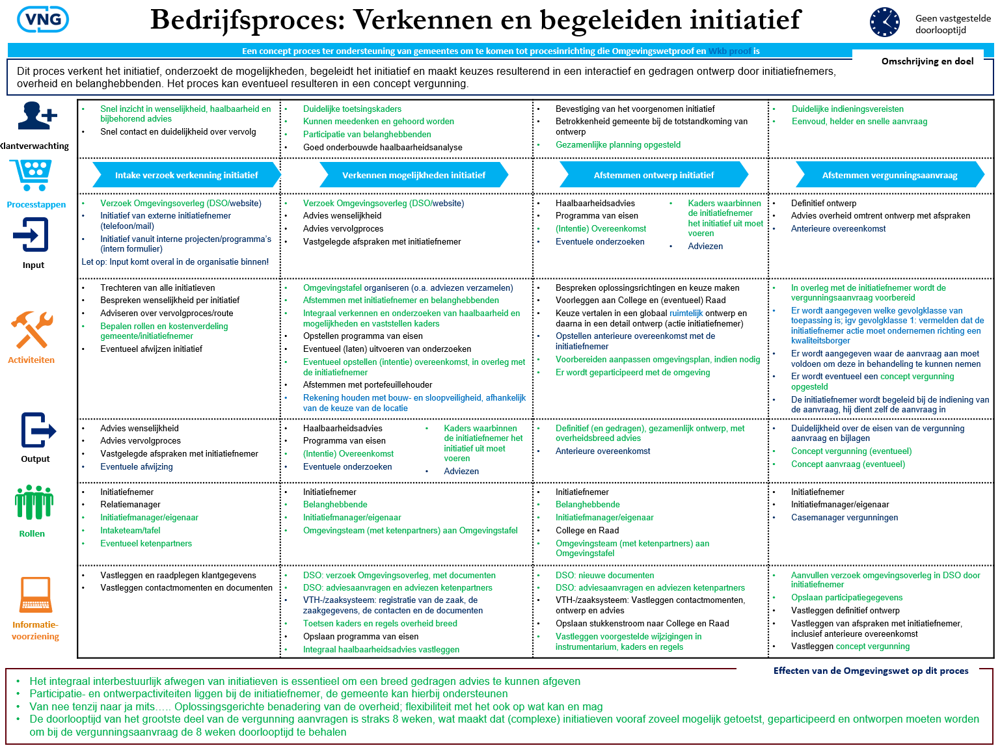 VNG
Bedrijfsproces: Verkennen en begeleiden initiatief
Geen vastgestelde
doorlooptijd
Een concept proces ter ondersteuning van gemeentes om te komen tot procesinrichting die Omgevingswetproof en Wkb proof is
Omschrijving en doel
Dit proces verkent het initiatief, onderzoekt de mogelijkheden, begeleidt het initiatief en maakt keuzes resulterend in een interactief en gedragen ontwerp door initiatiefnemers,
overheid en belanghebbenden. Het proces kan eventueel resulteren in een concept vergunning.
Klantverwachting
• Snel inzicht in wenselijkheid, haalbaarheid en
bijbehorend advies
• Snel contact en duidelijkheid over vervolg
• Duidelijke toetsingskaders
• Kunnen meedenken en gehoord worden
• Participatie van belanghebbenden
• Goed onderbouwde haalbaarheidsanalyse
• Bevestiging van het voorgenomen initiatief
• Betrokkenheid gemeente bij de totstandkoming van
ontwerp
• Gezamenlijke planning opgesteld
• Duidelijke indieningsvereisten
• Eenvoud, helder en snelle aanvraag
Processtappen
Intake verzoek verkenning initiatief
Verkennen mogelijkheden initiatief
Afstemmen ontwerp initiatief
Afstemmen vergunningsaanvraag
Input
• Verzoek Omgevingsoverleg (DSO/website)
• Initiatief van externe initiatiefnemer
(telefoon/mail)
• Initiatief vanuit interne projecten/programma's
(intern formulier)
Let op: Input komt overal in de organisatie binnen!
• Verzoek Omgevingsoverleg (DSO/website)
• Advies wenselijkheid
• Advies vervolgproces
• Vastgelegde afspraken met initiatiefnemer
• Haalbaarheidsadvies
• Programma van eisen
• (Intentie) Overeenkomst
• Eventuele onderzoeken
• Kaders waarbinnen
de initiatiefnemer
het initiatief uit moet
voeren
• Adviezen
• Definitief ontwerp
• Advies overheid omtrent ontwerp met afspraken
• Anterieure overeenkomst
Activiteiten
• Trechteren van alle initiatieven
• Bespreken wenselijkheid per initiatief
• Adviseren over vervolgproces/route
• Bepalen rollen en kostenverdeling
gemeente/initiatiefnemer
• Eventueel afwijzen initiatief
• Omgevingstafel organiseren (o.a. adviezen verzamelen)
• Afstemmen met initiatiefnemer en belanghebbenden
• Integraal verkennen en onderzoeken van haalbaarheid en
mogelijkheden en vaststellen kaders
• Opstellen programma van eisen
• Eventueel (laten) uitvoeren van onderzoeken
• Eventueel opstellen (intentie) overeenkomst, in overleg met
de initiatiefnemer
• Afstemmen met portefeuillehouder
• Rekening houden met bouw- en sloopveiligheid, afhankelijk
van de keuze van de locatie
• Bespreken oplossingsrichtingen en keuze maken
• Voorleggen aan College en (eventueel) Raad
• Keuze vertalen in een globaal ruimtelijk ontwerp en
daarna in een detail ontwerp (actie initiatiefnemer)
• Opstellen anterieure overeenkomst met de
initiatiefnemer
• Voorbereiden aanpassen omgevingsplan, indien nodig
• Er wordt geparticipeerd met de omgeving
• In overleg met de initiatiefnemer wordt de
vergunningsaanvraag voorbereid
• Er wordt aangegeven welke gevolgklasse van
toepassing is; igv gevolgklasse 1: vermelden dat de
initiatiefnemer actie moet ondernemen richting een
kwaliteitsborger
• Er wordt aangegeven waar de aanvraag aan moet
voldoen om deze in behandeling te kunnen nemen
• Er wordt eventueel een concept vergunning
opgesteld
• De initiatiefnemer wordt begeleid bij de indiening van
de aanvraag, hij dient zelf de aanvraag in
Output
• Advies wenselijkheid
• Advies vervolgproces
• Vastgelegde afspraken met initiatiefnemer
• Eventuele afwijzing
• Haalbaarheidsadvies
• Programma van eisen
• (Intentie) Overeenkomst
• Eventuele onderzoeken
• Kaders waarbinnen
de initiatiefnemer het
initiatief uit moet
voeren
• Adviezen
• Definitief (en gedragen), gezamenlijk ontwerp, met
overheidsbreed advies
• Anterieure overeenkomst
• Duidelijkheid over de eisen van de vergunning
aanvraag en bijlagen
• Concept vergunning (eventueel)
• Concept aanvraag (eventueel)
Rollen
• Initiatiefnemer
• Relatiemanager
• Initiatiefmanager/eigenaar
• Intaketeam/tafel
• Eventueel ketenpartners
• Initiatiefnemer
• Belanghebbende
• Initiatiefmanager/eigenaar
• Omgevingsteam (met ketenpartners) aan Omgevingstafel
• Initiatiefnemer
• Belanghebbende
• Initiatiefmanager/eigenaar
• College en Raad
• Omgevingsteam (met ketenpartners) aan
Omgevingstafel
• Initiatiefnemer
• Initiatiefmanager/eigenaar
• Casemanager vergunningen
Informatie-
voorziening
• Vastleggen en raadplegen klantgegevens
• Vastleggen contactmomenten en documenten
• DSO: verzoek Omgevingsoverleg, met documenten
• DSO: adviesaanvragen en adviezen ketenpartners
• VTH-/zaaksysteem: registratie van de zaak, de
zaakgegevens, de contacten en de documenten
• Toetsen kaders en regels overheid breed
• Opslaan programma van eisen
• Integraal haalbaarheidsadvies vastleggen
• DSO: nieuwe documenten
• DSO: adviesaanvragen en adviezen ketenpartners
• VTH-/zaaksysteem: Vastleggen contactmomenten,
ontwerp en advies
• Opslaan stukkenstroom naar College en Raad
• Vastleggen voorgestelde wijzigingen in
instrumentarium, kaders en regels
• Aanvullen verzoek omgevingsoverleg in DSO door
initiatiefnemer
• Opslaan participatiegegevens
• Vastleggen definitief ontwerp
• Vastleggen van afspraken met initiatiefnemer,
inclusief anterieure overeenkomst
• Vastleggen concept vergunning
Effecten van de Omgevingswet op dit proces
• Het integraal interbestuurlijk afwegen van initiatieven is essentieel om een breed gedragen advies te kunnen afgeven
• Participatie- en ontwerpactiviteiten liggen bij de initiatiefnemer, de gemeente kan hierbij ondersteunen
• Van nee tenzij naar ja mits….. Oplossingsgerichte benadering van de overheid; flexibiliteit met het ook op wat kan en mag
• De doorlooptijd van het grootste deel van de vergunning aanvragen is straks 8 weken, wat maakt dat (complexe) initiatieven vooraf zoveel mogelijk getoetst, geparticipeerd en ontworpen moeten worden
om bij de vergunningsaanvraag de 8 weken doorlooptijd te behalen